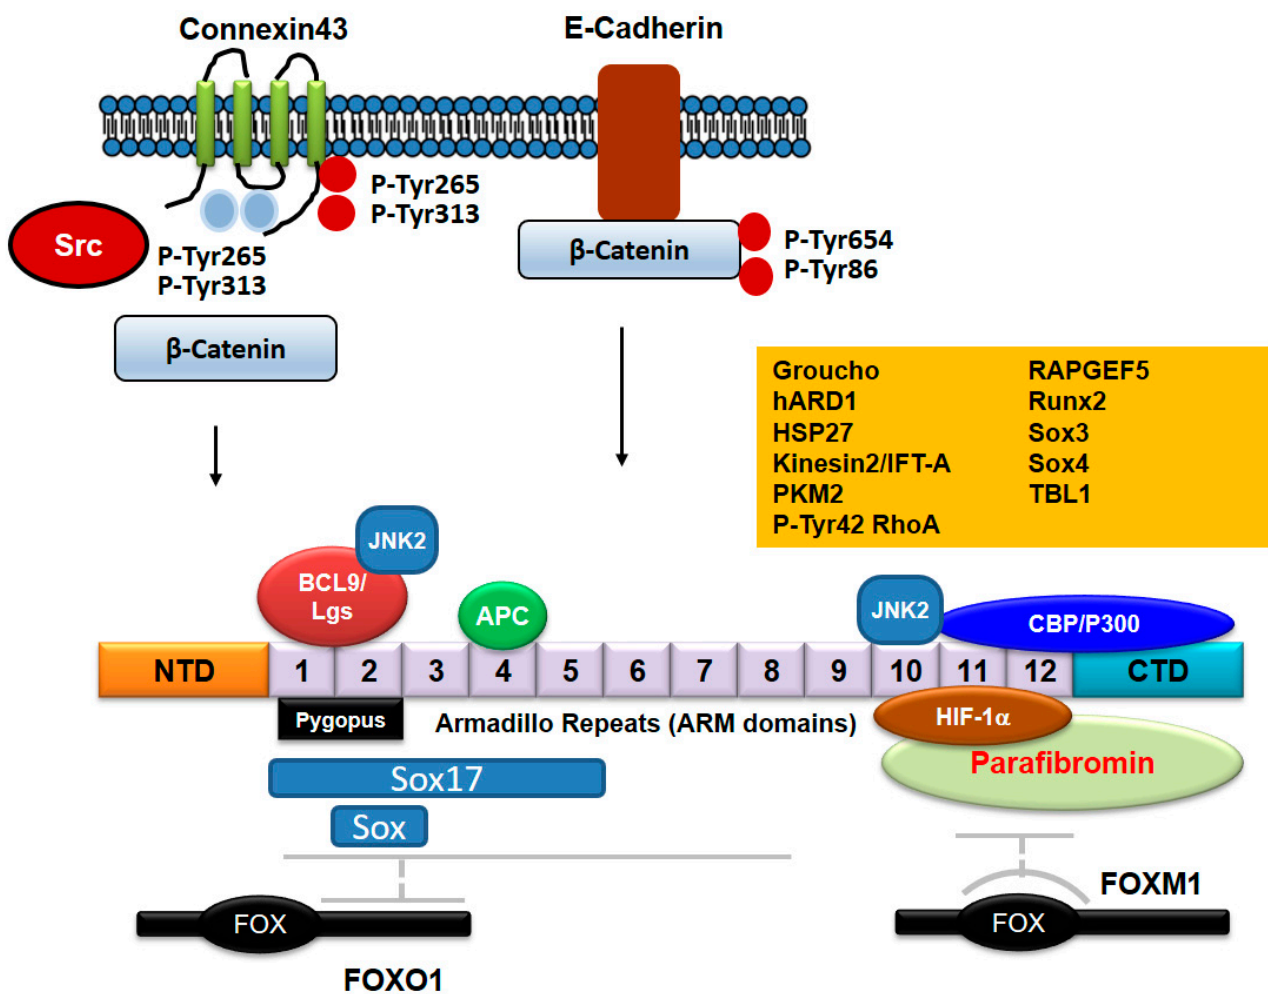 Connexin43
E-Cadherin
P-Tyr265
P-Tyr313
Src
P-Tyr265
P-Tyr313
β-Catenin
P-Tyr654
P-Tyr86
β-Catenin
Groucho
hARD1
HSP27
Kinesin2/IFT-A
PKM2
P-Tyr42 RhoA
RAPGEF5
Runx2
Sox3
Sox4
TBL1
JNK2
BCL9/
Lgs
APC
JNK2
CBP/P300
NTD 1 2 3 4 5 6 7 8 9 10 11 12 CTD
Pygopus
Armadillo Repeats (ARM domains)
HIF-1α
Parafibromin
Sox17
Sox
FOX
FOXO1
FOXM1
FOX